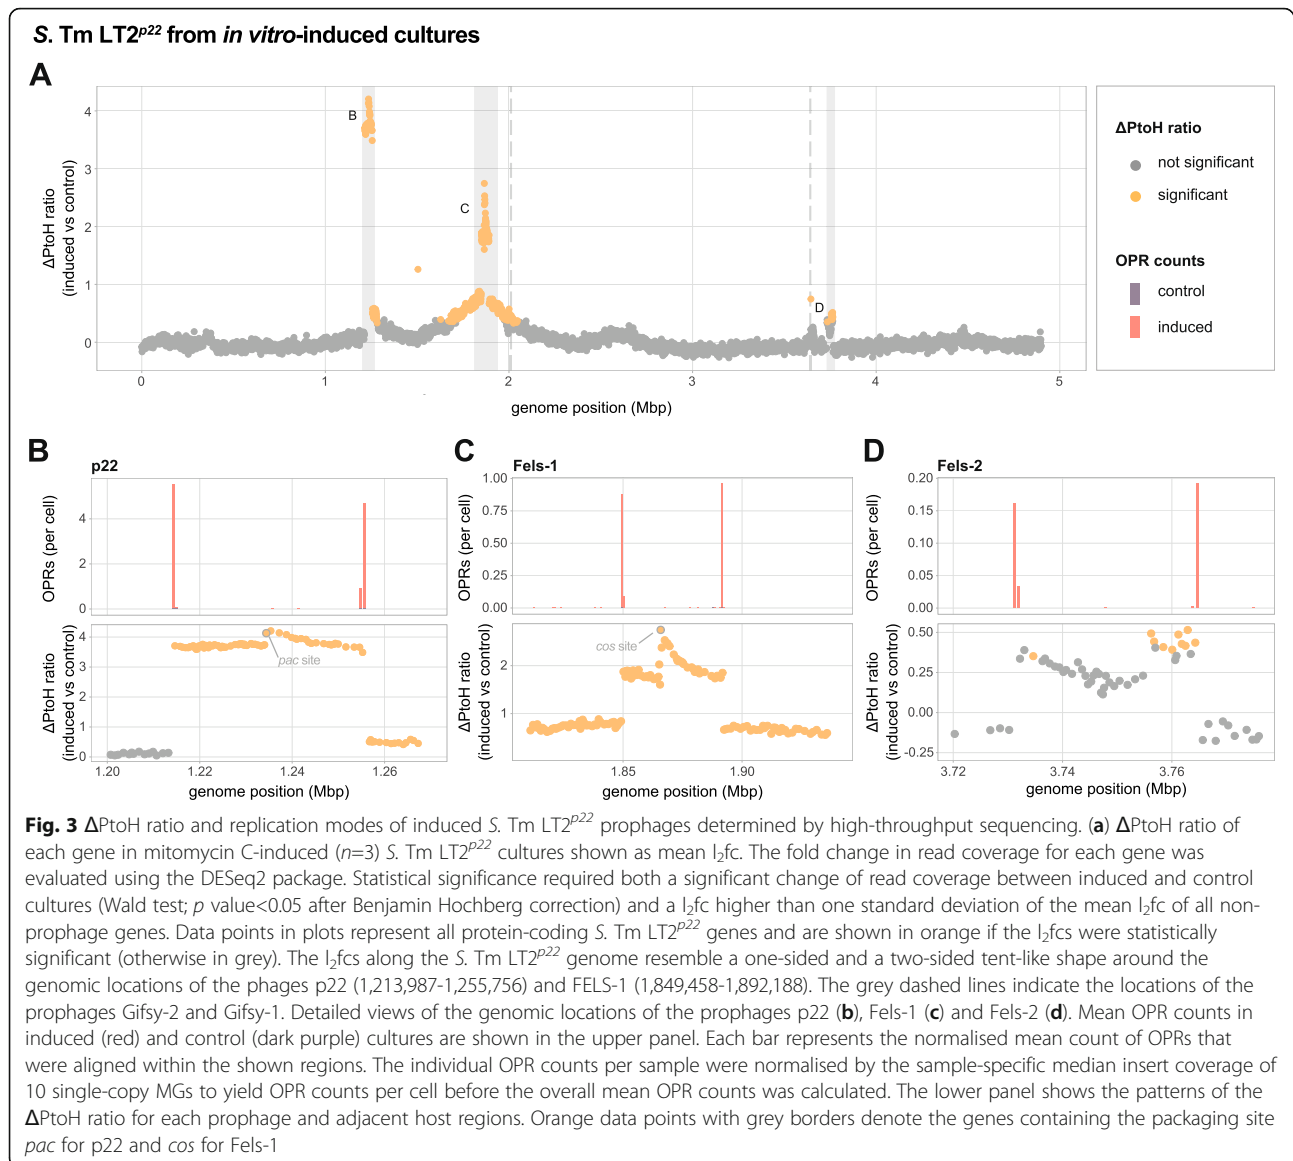 S. Tm LT2p22 from in vitro-induced cultures
A
ΔPtoH ratio
(induced vs control)
4
3
2
1
0
B
C
D
0 1 2 3 4 5
genome position (Mbp)
ΔPtoH ratio
not significant
significant
OPR counts
control
induced
B
p22
OPRs (per cell)
4
2
0
ΔPtoH ratio
(induced vs control)
4
3
2
1
0
pac site
1.20 1.22 1.24 1.26
genome position (Mbp)
C
Fels-1
OPRs (per cell)
1.00
0.75
0.50
0.25
0.00
ΔPtoH ratio
(induced vs control)
2
1
cos site
1.85 1.90
genome position (Mbp)
D
Fels-2
OPRs (per cell)
0.20
0.15
0.10
0.05
0.00
ΔPtoH ratio
(induced vs control)
0.50
0.25
0.00
-0.25
3.72 3.74 3.76
genome position (Mbp)
Fig. 3 ΔPtoH ratio and replication modes of induced S. Tm LT2p22 prophages determined by high-throughput sequencing. (a) ΔPtoH ratio of
each gene in mitomycin C-induced (n=3) S. Tm LT2p22 cultures shown as mean l2fc. The fold change in read coverage for each gene was
evaluated using the DESeq2 package. Statistical significance required both a significant change of read coverage between induced and control
cultures (Wald test; p value<0.05 after Benjamin Hochberg correction) and a l2fc higher than one standard deviation of the mean l2fc of all non-
prophage genes. Data points in plots represent all protein-coding S. Tm LT2p22 genes and are shown in orange if the l2fcs were statistically
significant (otherwise in grey). The l2fcs along the S. Tm LT2p22 genome resemble a one-sided and a two-sided tent-like shape around the
genomic locations of the phages p22 (1,213,987-1,255,756) and FELS-1 (1,849,458-1,892,188). The grey dashed lines indicate the locations of the
prophages Gifsy-2 and Gifsy-1. Detailed views of the genomic locations of the prophages p22 (b), Fels-1 (c) and Fels-2 (d). Mean OPR counts in
induced (red) and control (dark purple) cultures are shown in the upper panel. Each bar represents the normalised mean count of OPRs that
were aligned within the shown regions. The individual OPR counts per sample were normalised by the sample-specific median insert coverage of
10 single-copy MGs to yield OPR counts per cell before the overall mean OPR counts was calculated. The lower panel shows the patterns of the
ΔPtoH ratio for each prophage and adjacent host regions. Orange data points with grey borders denote the genes containing the packaging site
pac for p22 and cos for Fels-1